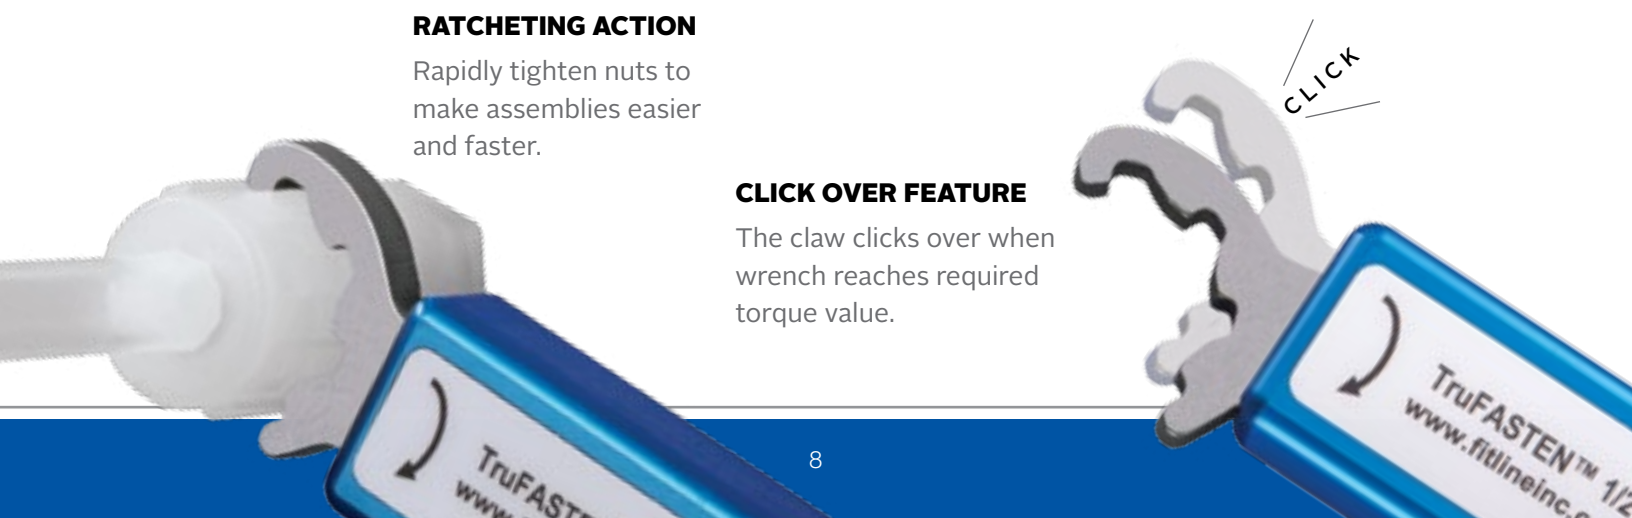 RATCHETING ACTION
Rapidly tighten nuts to
make assemblies easier
and faster.
CLICK
CLICK OVER FEATURE
The claw clicks over when
wrench reaches required
torque value.
TruFASTEN™ 1/2
www.fitlineinc.c
TruFAST
www.
8